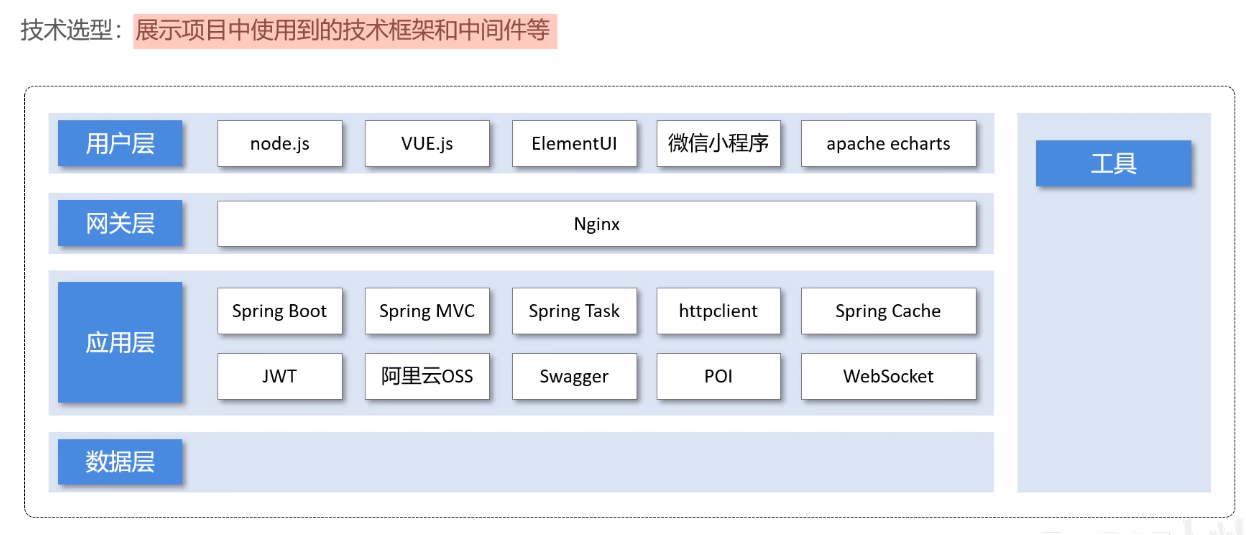 技术选型：展示项目中使用到的技术框架和中间件等
用户层 node.js VUE.js ElementUI 微信小程序 apache echarts
工具
网关层 Nginx
应用层
Spring Boot Spring MVC Spring Task httpclient Spring Cache
JWT 阿里云OSS Swagger POI WebSocket
数据层